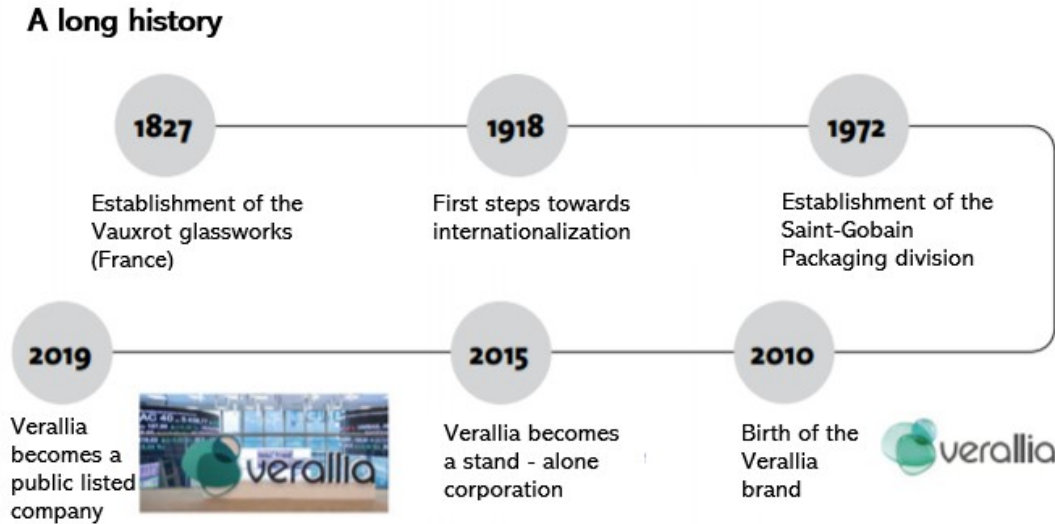 A long history
1827
Establishment of the
Vauxrot glassworks
(France)
1918
First steps towards
internationalization
1972
Establishment of the
Saint-Gobain
Packaging division
2010
Birth of the
Verallia
brand
verallia
2015
Verallia becomes
a stand - alone
corporation
2019
Verallia
becomes a
public listed
company
verallia